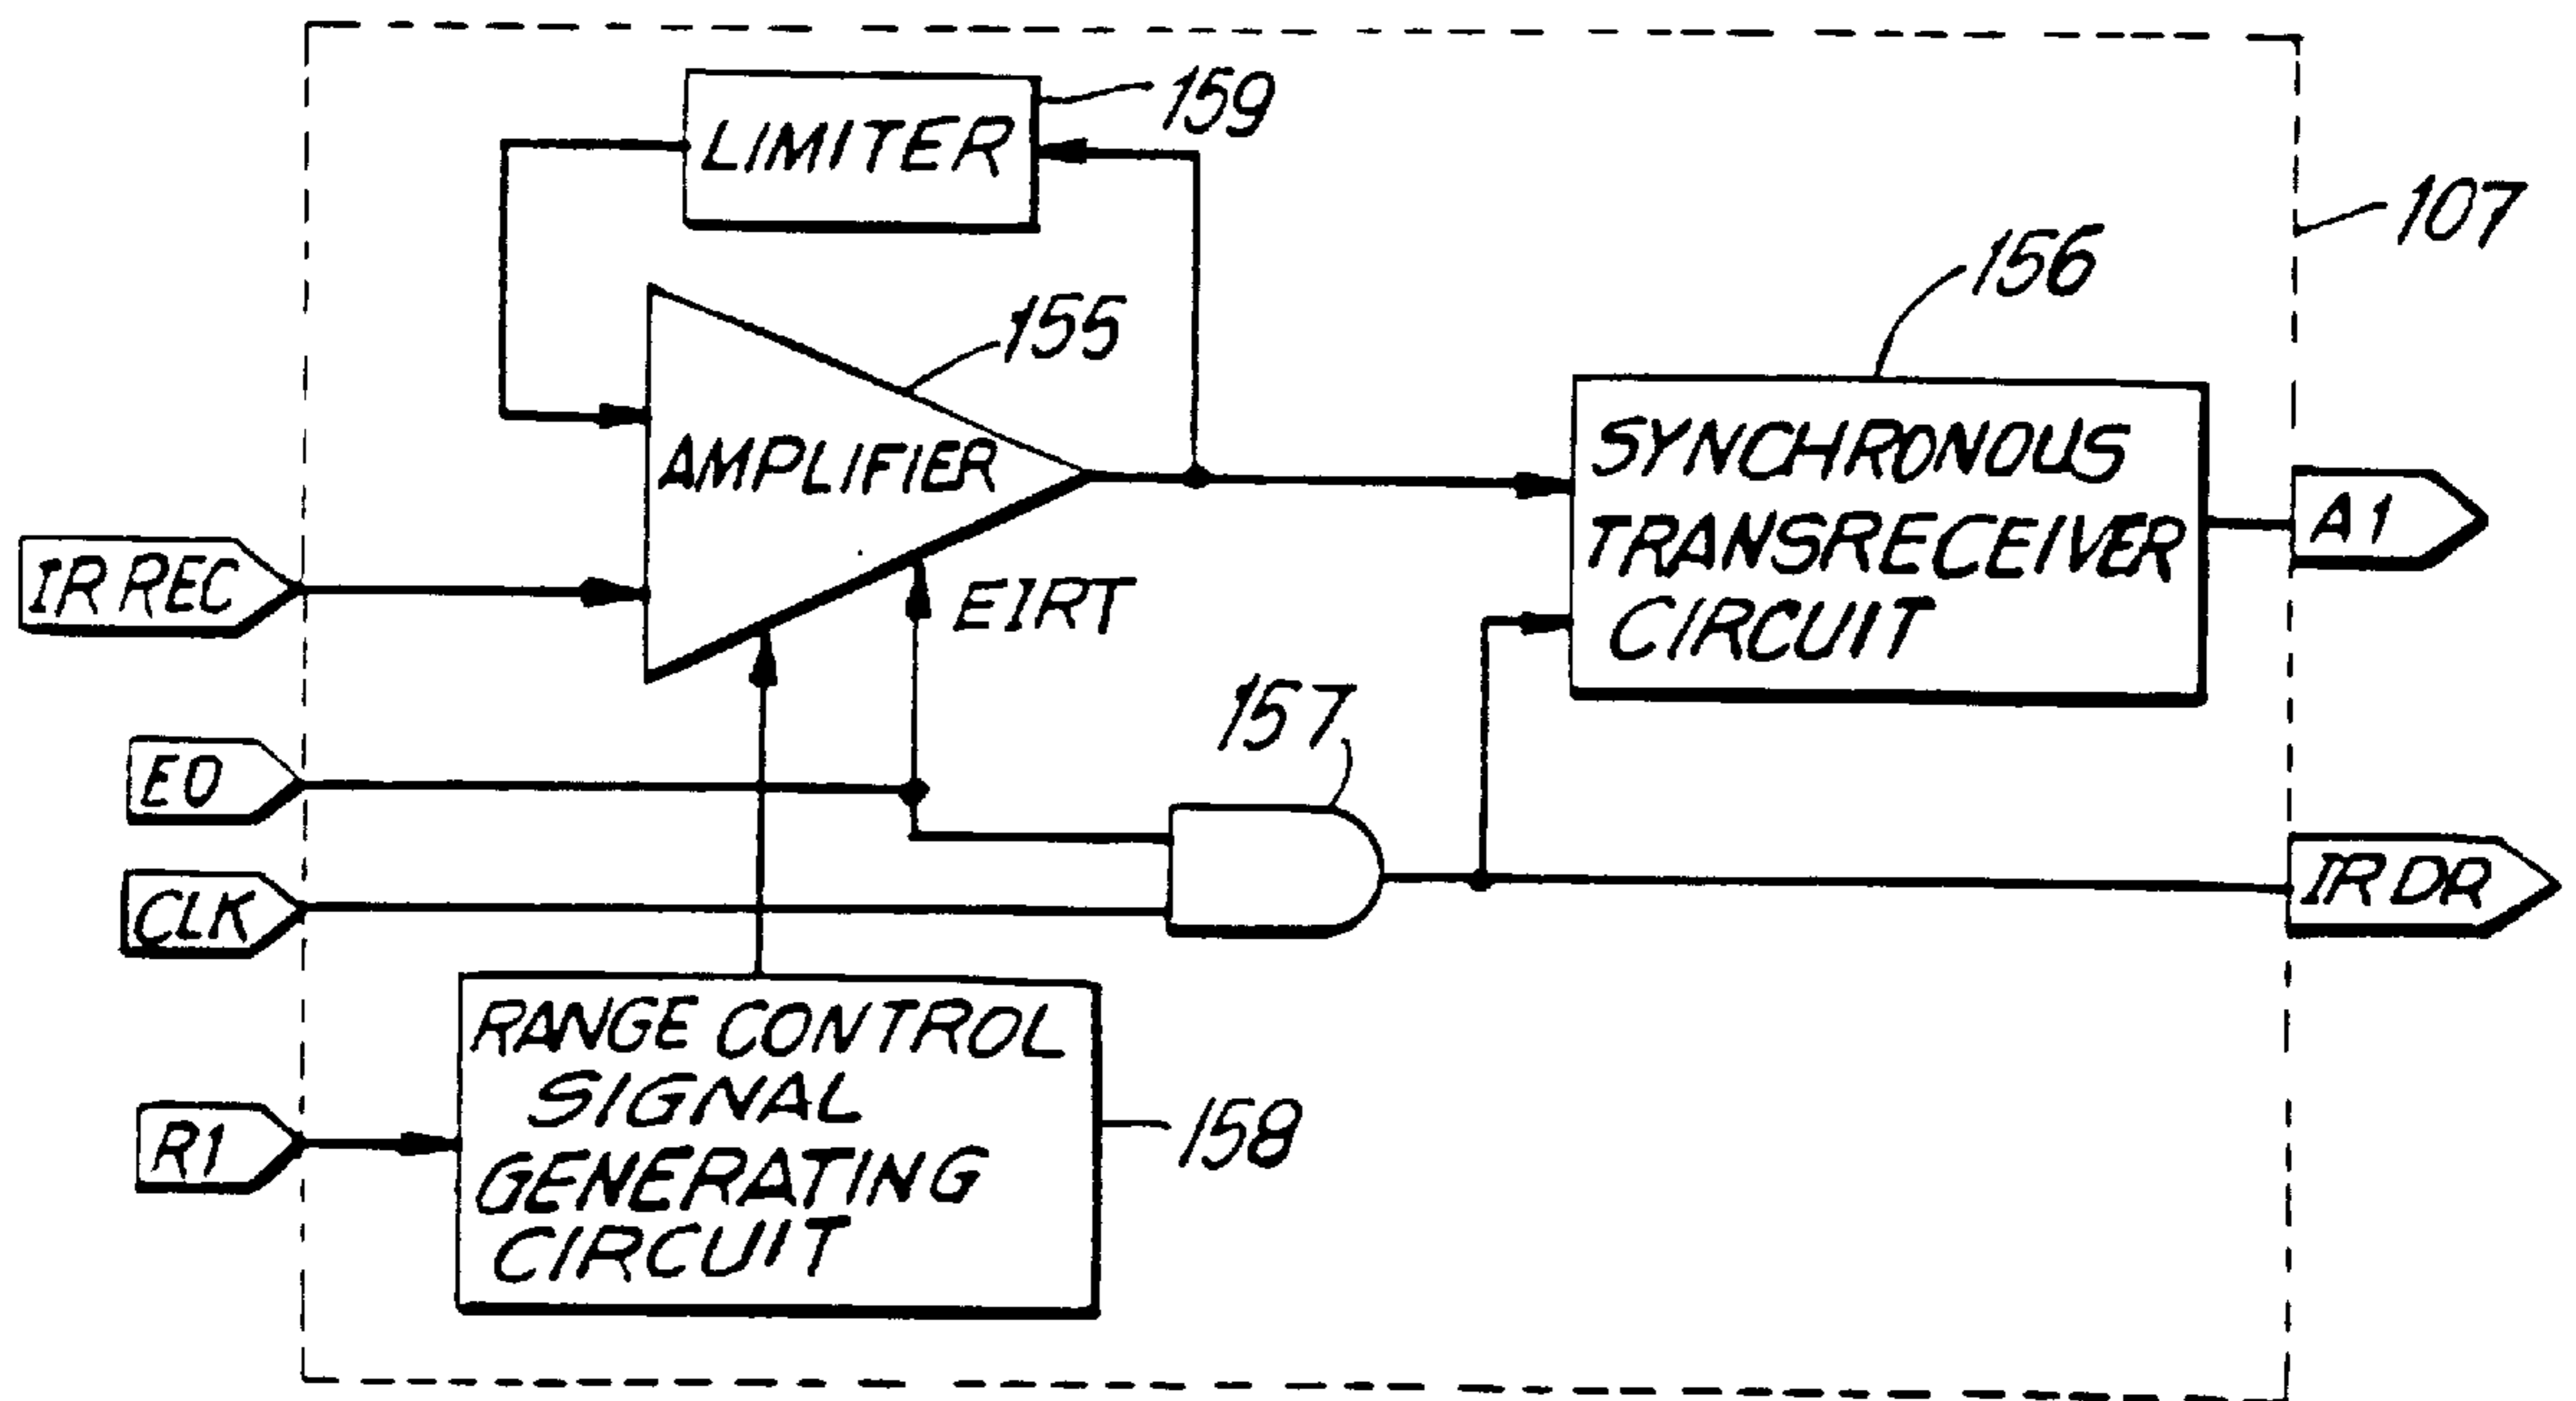 159
LIMITER
107
156
155
SYNCHRONOUS
TRANSRECEIVER
CIRCUIT
AMPLIFIER
A1
IR REC
EIRT
157
E0
CLK
IR DR
RANGE CONTROL
SIGNAL
GENERATING
CIRCUIT
R1
158